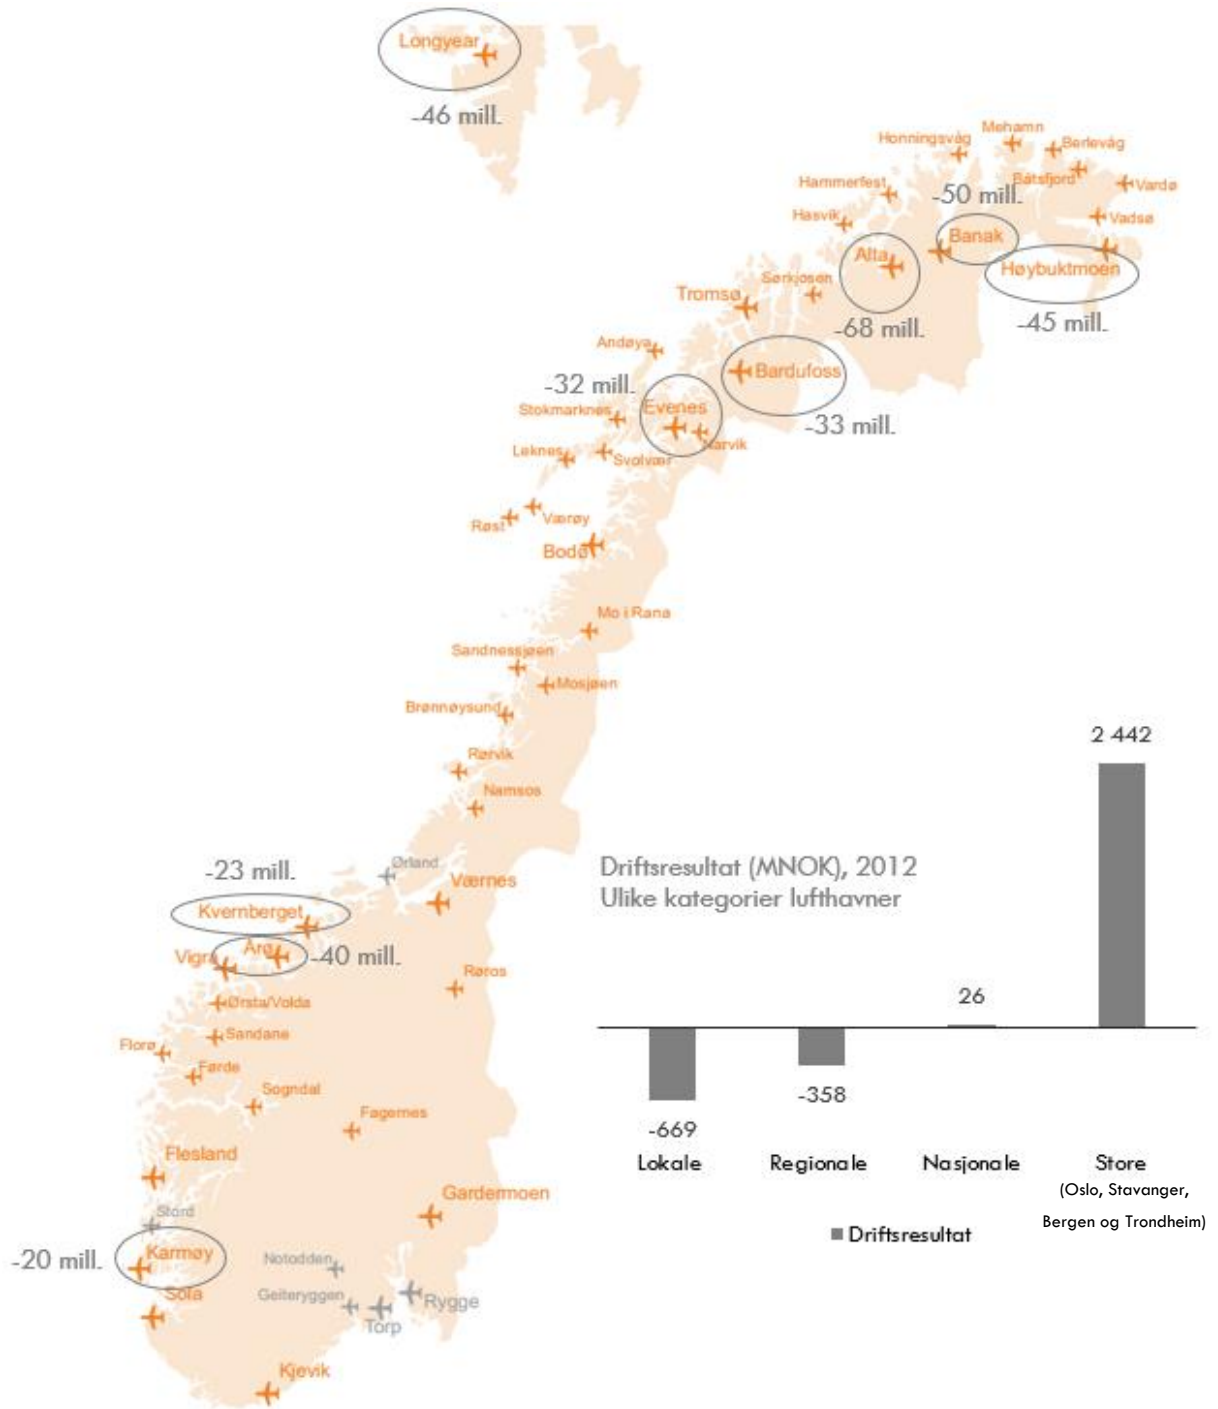 Longyear
-46 mill.
Mehamn
Honningsvåg
Berlevåg
Båtsfjord
Hammerfest
Vardø
-50 mill.
Hasvik
Vadsø
Banak
Alta
Høybuktmoen
Sørkjosen
Tromsø
-68 mill.
-45 mill.
Andøya
Bardufoss
-32 mill.
Stokmarknes
Evenes
-33 mill.
Narvik
Leknes
Svolvær
Røst
Værøy
Bodø
Mo i Rana
Sandnessjøen
Mosjøen
Brønnøysund
Rørvik
Namsos
2 442
Ørland
-23 mill.
Værnes
Driftsresultat (MNOK), 2012
Ulike kategorier lufthavner
Kvernberget
Årø
-40 mill.
Vigra
Røros
26
Ørsta/Volda
Sandane
Florø
Førde
Sogndal
-358
Fagernes
-669
Flesland
Lokale
Regionale
Nasjonale
Store
(Oslo, Stavanger,
Bergen og Trondheim)
Gardermoen
Stord
Driftsresultat
Karmøy
-20 mill.
Notodden
Sola
Geiteryggen
Rygge
Torp
Kjevik